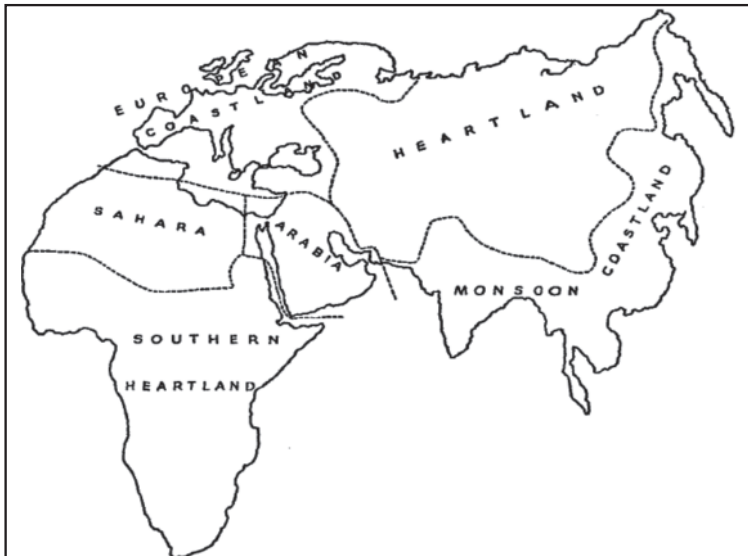 EUROPEAN
COASTLAND
HEARTLAND
SAHARA
ARABIA
COASTLAND
MONSOON
SOUTHERN
HEARTLAND